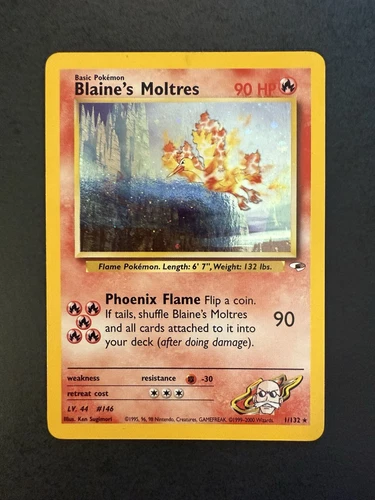 Basic Pokémon
Blaine's Moltres 90 HP
Flame Pokémon. Length: 6' 7", Weight: 132 lbs.
Phoenix Flame Flip a coin.
If tails, shuffle Blaine's Moltres
and all cards attached to it into
your deck (after doing damage).
90
weakness resistance -30
retreat cost
LV. 44 #146
Illus. Ken Sugimori ©1995, 96, 98 Nintendo, Creatures, GAMEFREAK. ©1999-2000 Wizards. 1/132 ★